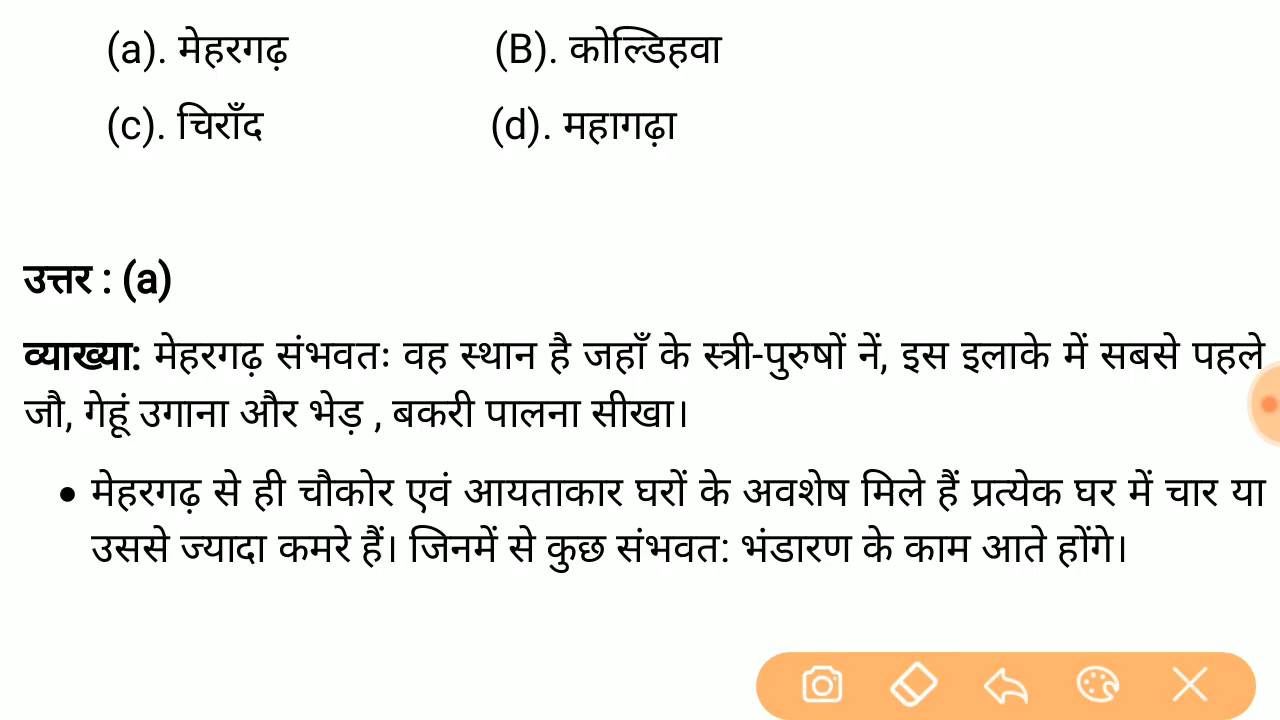 (a). मेहरगढ़ (B). कोल्डिहवा
(c). चिराँद (d). महागढ़ा
उत्तर : (a)
व्याख्या: मेहरगढ़ संभवतः वह स्थान है जहाँ के स्त्री-पुरुषों नें, इस इलाके में सबसे पहले
जौ, गेहूं उगाना और भेड़ , बकरी पालना सीखा।
• मेहरगढ़ से ही चौकोर एवं आयताकार घरों के अवशेष मिले हैं प्रत्येक घर में चार या
उससे ज्यादा कमरे हैं। जिनमें से कुछ संभवत: भंडारण के काम आते होंगे।